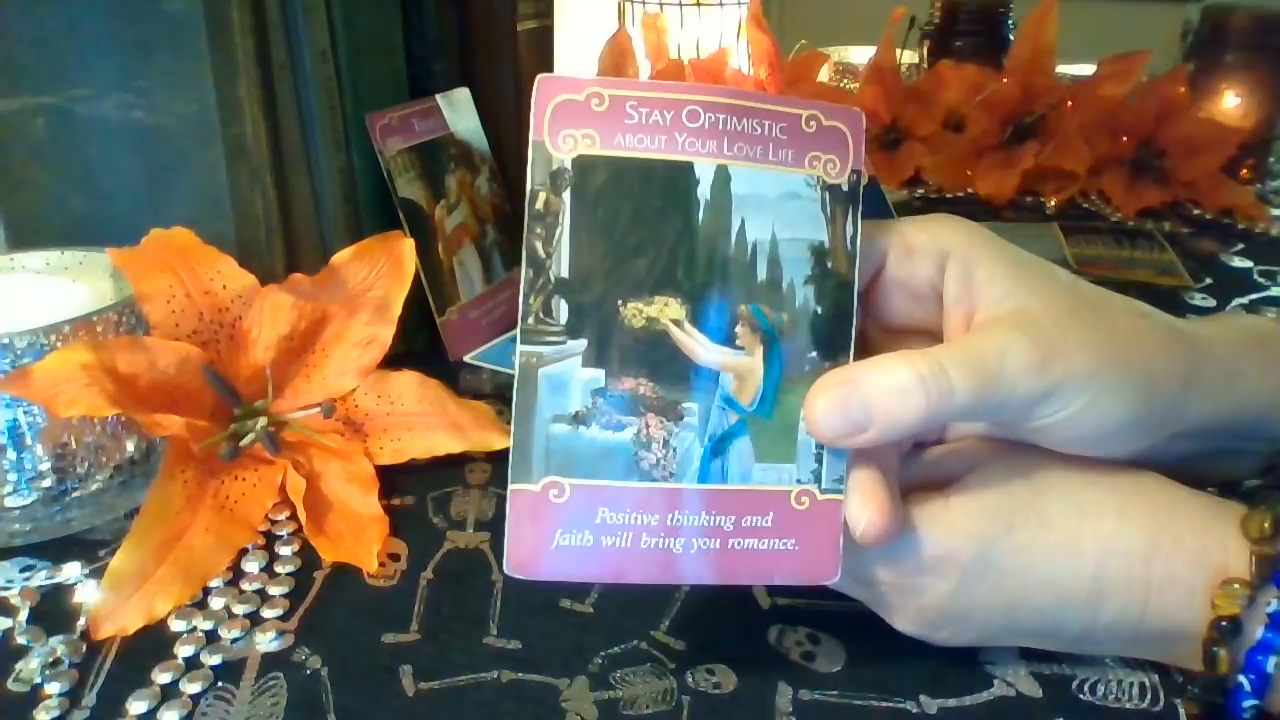 Stay Optimistic
about Your Love Life
Positive thinking and
faith will bring you romance.